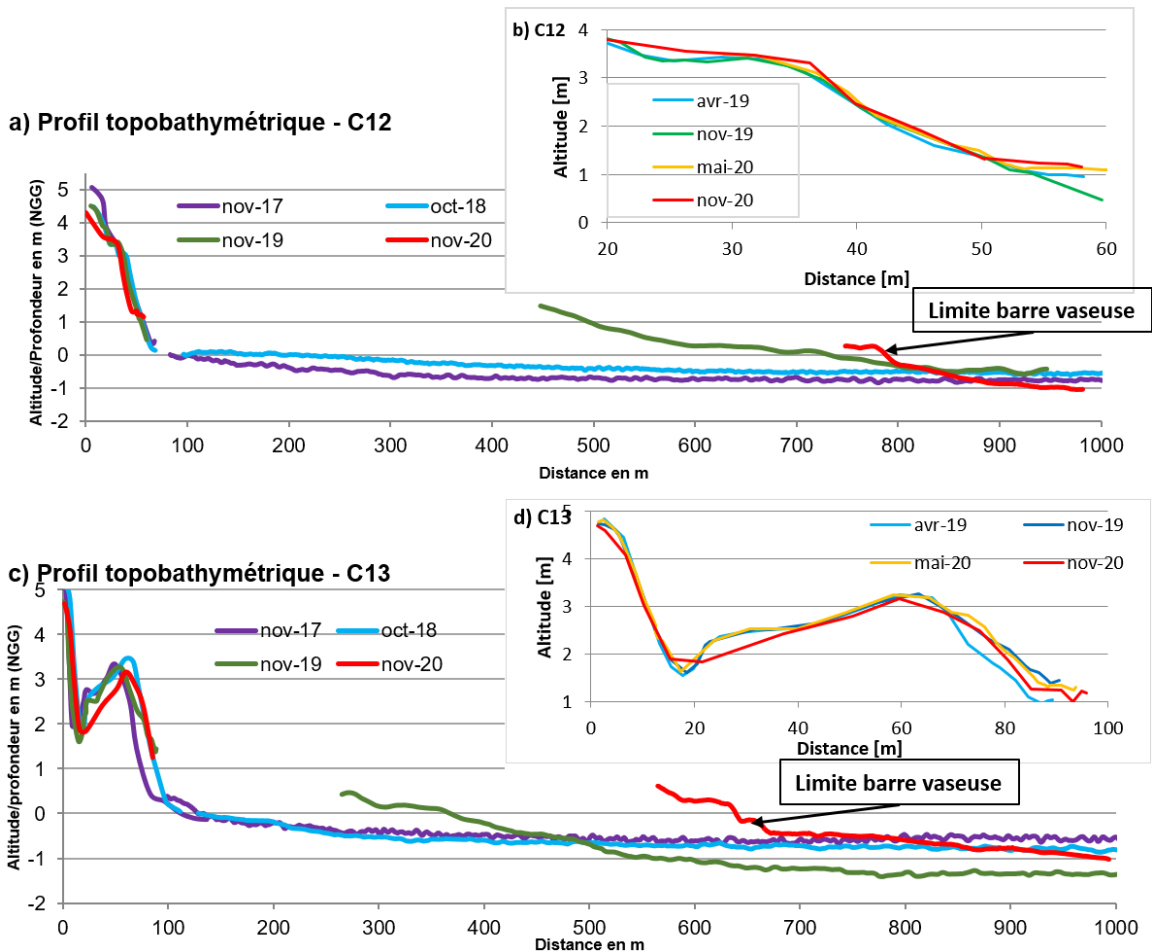 a) Profil topobathymétrique - C12
Altitude/Profondeur en m (NGG)
5
4
3
2
1
0
-1
-2
nov-17
oct-18
nov-19
nov-20
0
100
200
300
400
500
600
700
800
900
1000
Distance en m
Limite barre vaseuse
b) C12
Altitude [m]
4
3
2
1
0
avr-19
nov-19
mai-20
nov-20
20
30
40
50
60
Distance [m]
c) Profil topobathymétrique - C13
Altitude/profondeur en m (NGG)
5
4
3
2
1
0
-1
-2
nov-17
oct-18
nov-19
nov-20
0
100
200
300
400
500
600
700
800
900
1000
Distance en m
Limite barre vaseuse
d) C13
Altitude [m]
5
4
3
2
1
avr-19
nov-19
mai-20
nov-20
0
20
40
60
80
100
Distance [m]